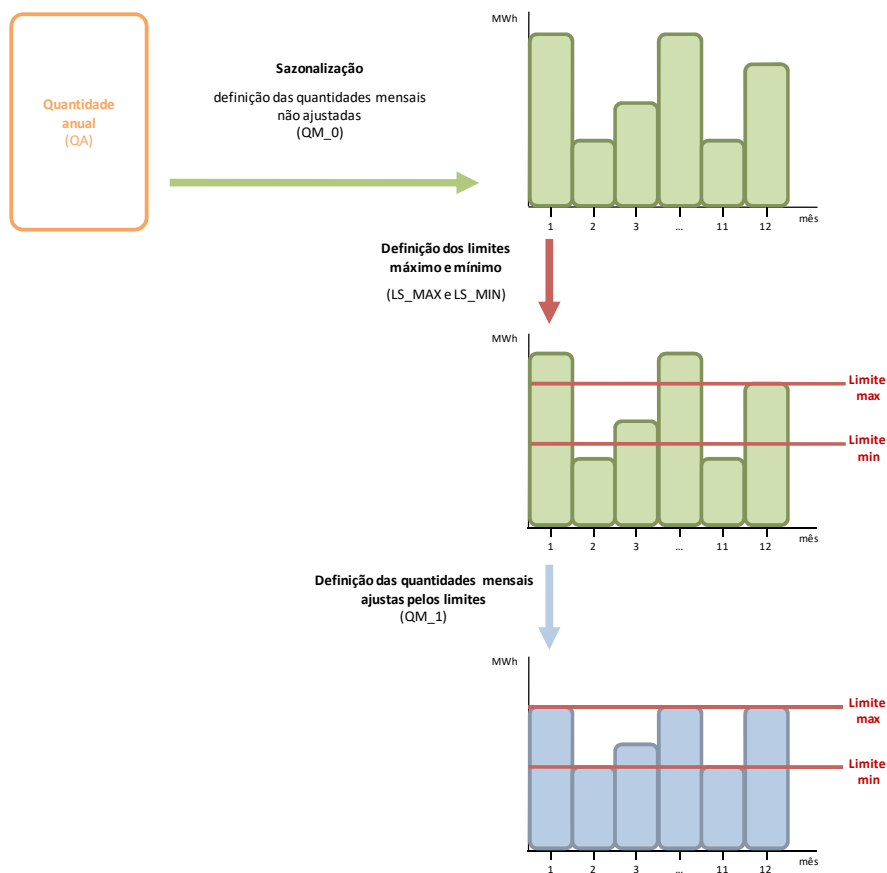 Quantidade
anual
(QA)
Sazonalização
definição das quantidades mensais
não ajustadas
(QM_0)
MWh
1 2 3 ... 11 12
mês
Definição dos limites
máximo e mínimo
(LS_MAX e LS_MIN)
MWh
Limite
max
Limite
min
1 2 3 ... 11 12
mês
Definição das quantidades mensais
ajustas pelos limites
(QM_1)
MWh
Limite
max
Limite
min
1 2 3 ... 11 12
mês